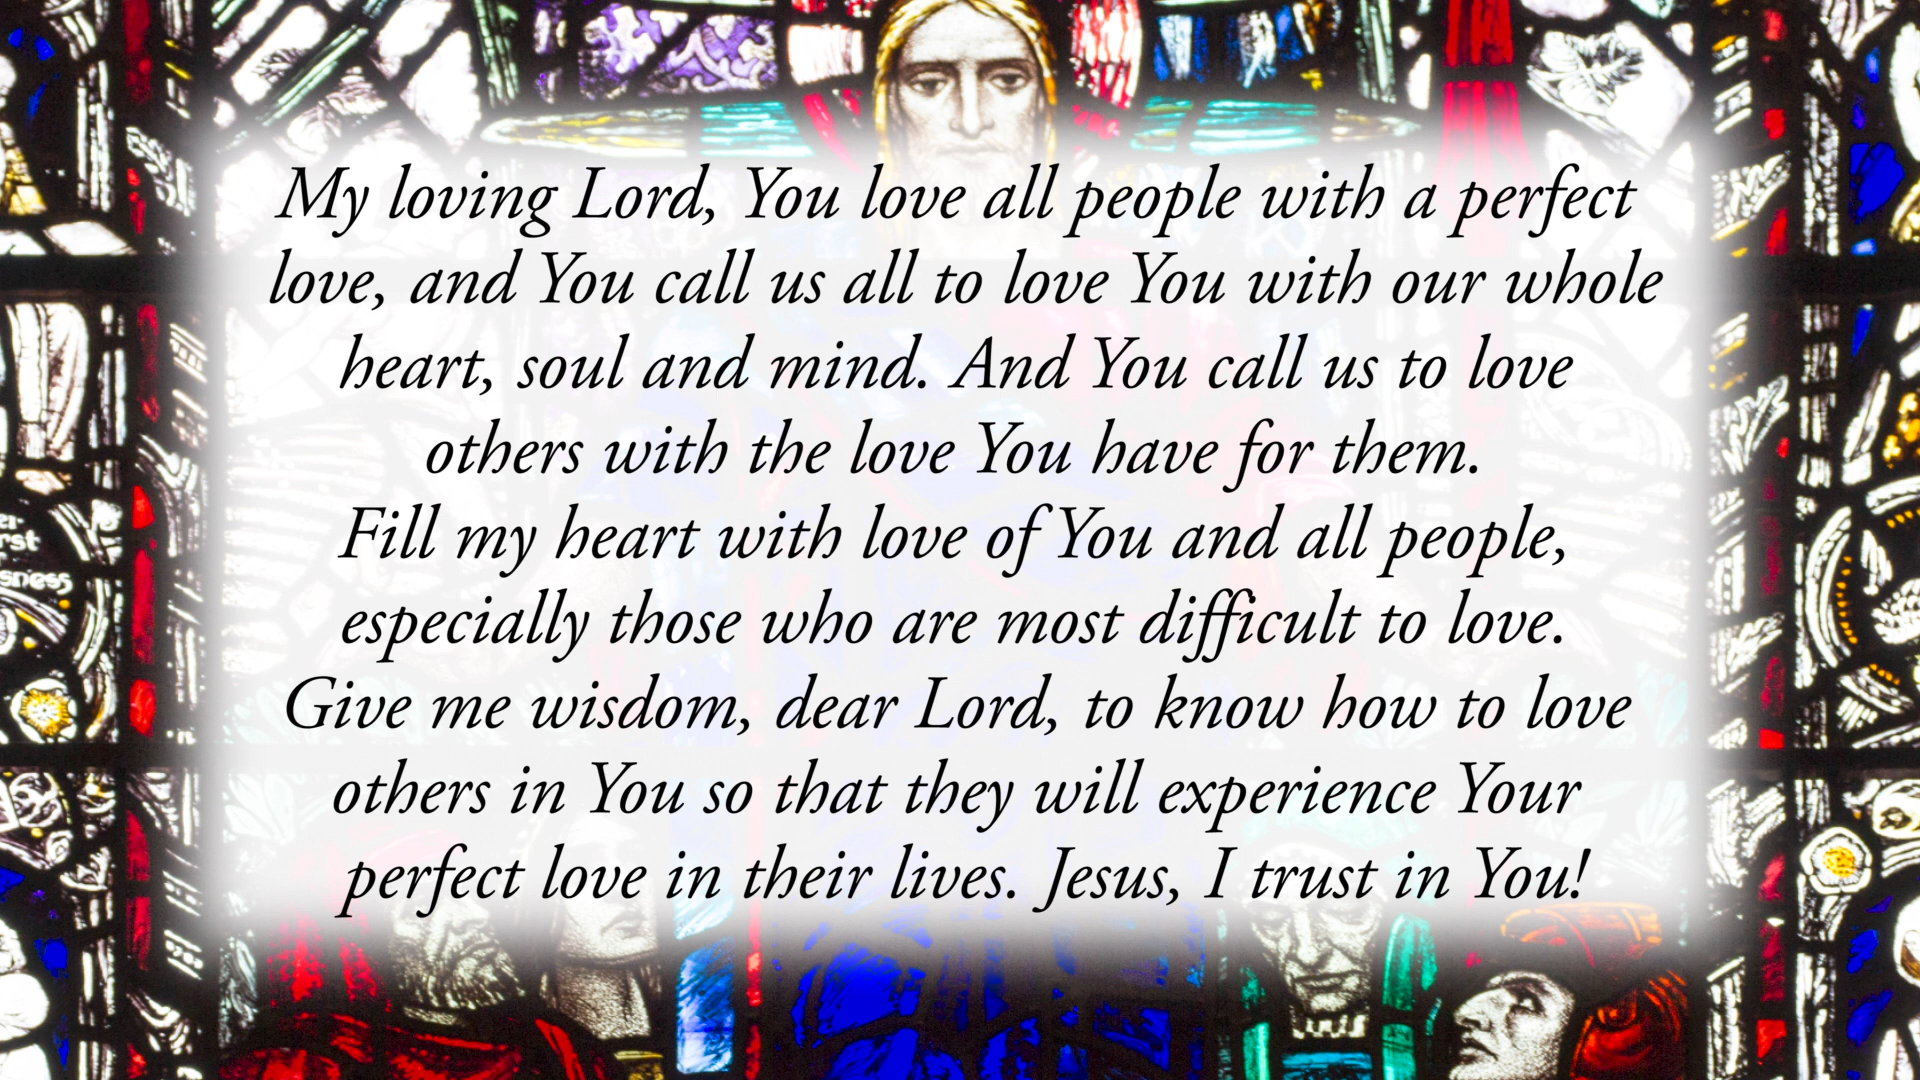 My loving Lord, You love all people with a perfect
love, and You call us all to love You with our whole
heart, soul and mind. And You call us to love
others with the love You have for them.
Fill my heart with love of You and all people,
especially those who are most difficult to love.
Give me wisdom, dear Lord, to know how to love
others in You so that they will experience Your
perfect love in their lives. Jesus, I trust in You!